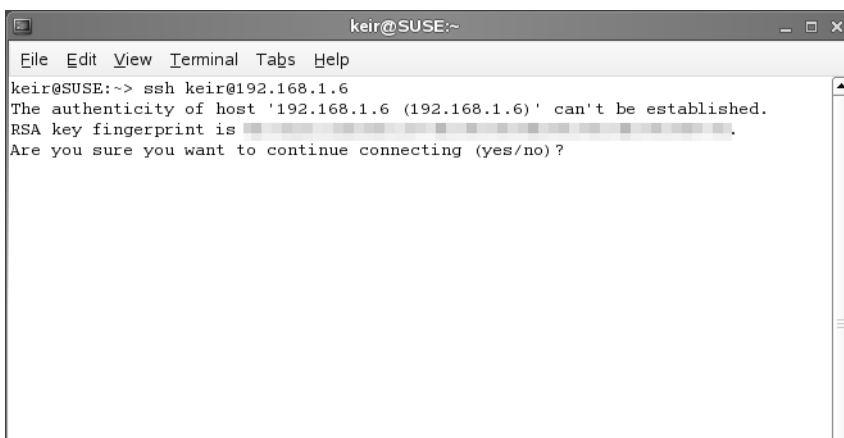 keir@SUSE:~
File Edit View Terminal Tabs Help
keir@SUSE:~> ssh keir@192.168.1.6
The authenticity of host '192.168.1.6 (192.168.1.6)' can't be established.
RSA key fingerprint is .
Are you sure you want to continue connecting (yes/no)?